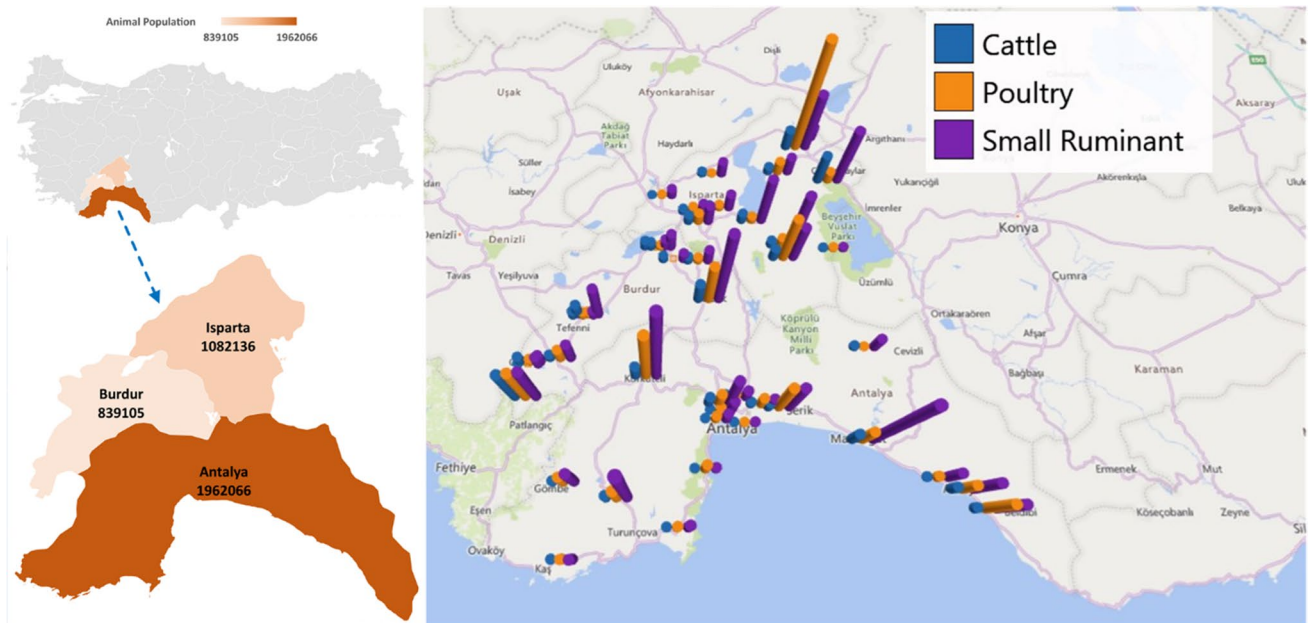 Animal Population
839105 1962066
Isparta
1082136
Burdur
839105
Antalya
1962066
Cattle
Poultry
Small Ruminant
Dişli
Uluköy
Uşak
Afyonkarahisar
Akdağ
Tabiat
Parkı
Haydarlı
Argıthanı
Aksaray
Süller
Isparta
Yukarıçiğil
Akörenkışla
İsabey
İmrenler
Belkaya
Beyşehir
Vuslat
Parkı
Konya
Denizli
Denizli
Tavas
Yeşilyuva
Burdur
Üzümlü
Çumra
Tefenni
Köprülü
Kanyon
Milli
Parkı
Ortakaraören
Afşar
Cevizli
Bağbaşı
Karaman
Korkuteli
Antalya
Patlangıç
Serik
Antalya
Fethiye
Gömbe
Ermenek
Mut
Eşen
Turunçova
Köseçobanlı
Zeyne
Ovaköy
Kaş